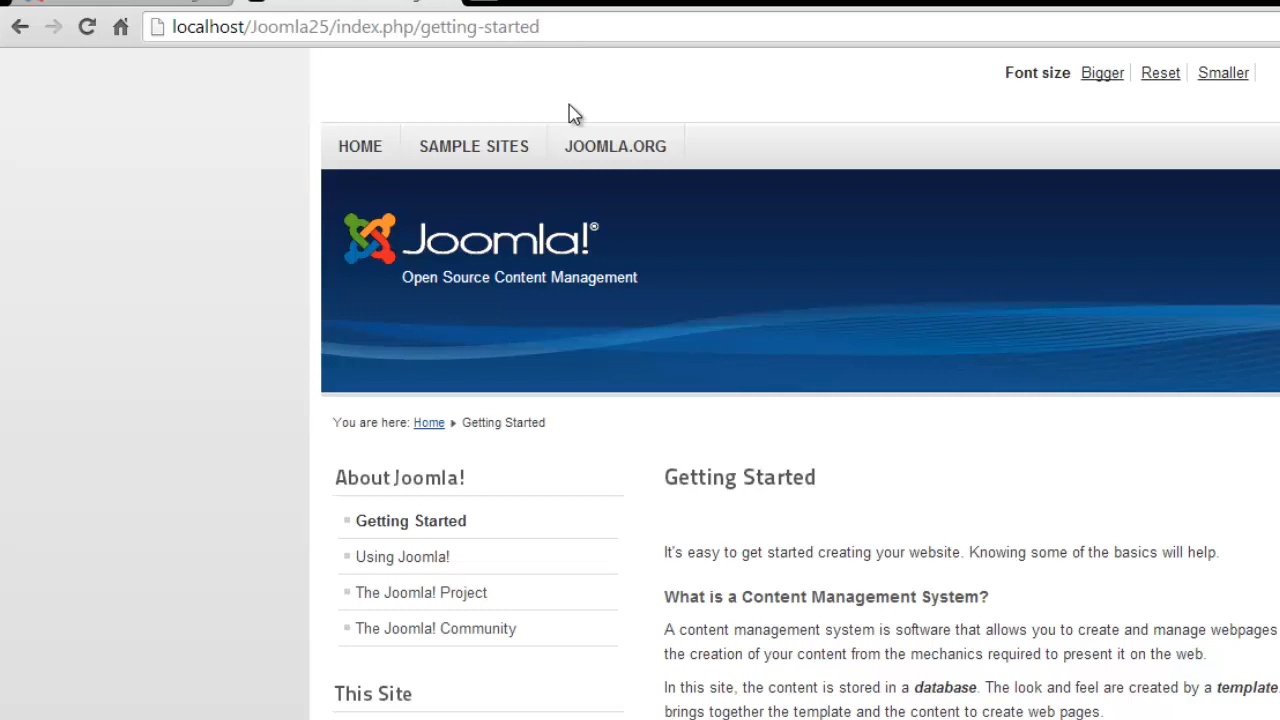 localhost/Joomla25/index.php/getting-started
Font size Bigger Reset Smaller
HOME SAMPLE SITES JOOMLA.ORG
Joomla!®
Open Source Content Management
You are here: Home Getting Started
About Joomla!
Getting Started
Using Joomla!
The Joomla! Project
The Joomla! Community
This Site
Getting Started
It's easy to get started creating your website. Knowing some of the basics will help.
What is a Content Management System?
A content management system is software that allows you to create and manage webpages
the creation of your content from the mechanics required to present it on the web.
In this site, the content is stored in a database. The look and feel are created by a template.
brings together the template and the content to create web pages.